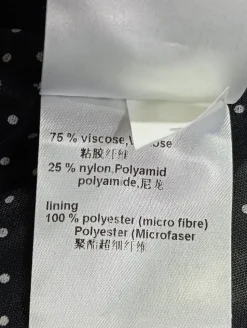 75 % viscose,
粘胶纤维
25 % nylon,Polyamid
polyamide,尼龙
lining
100 % polyester (micro fibre)
Polyester (Microfaser
聚酯超细纤维